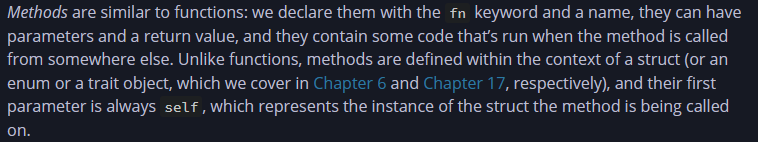 Methods are similar to functions: we declare them with the fn keyword and a name, they can have
parameters and a return value, and they contain some code that’s run when the method is called
from somewhere else. Unlike functions, methods are defined within the context of a struct (or an
enum or a trait object, which we cover in Chapter 6 and Chapter 17, respectively), and their first
parameter is always self, which represents the instance of the struct the method is being called
on.